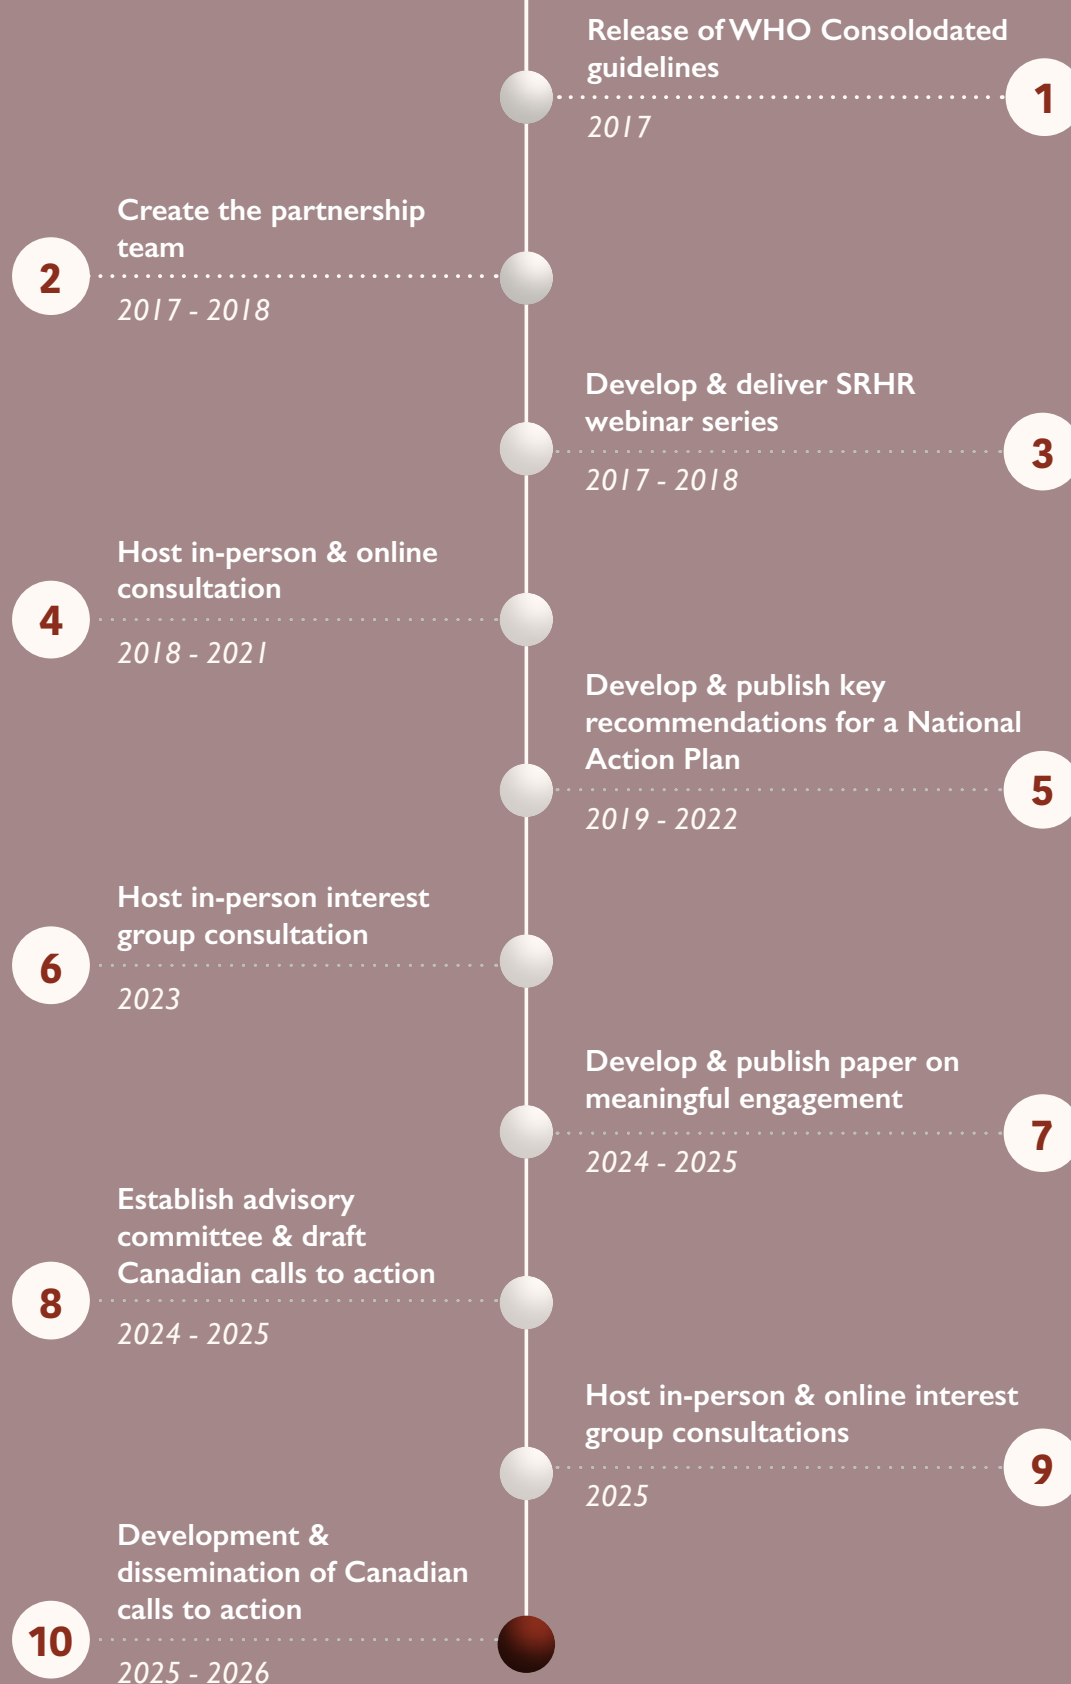 Release of WHO Consolodated
guidelines
1
2017
Create the partnership
team
2
2017 - 2018
Develop & deliver SRHR
webinar series
3
2017 - 2018
Host in-person & online
consultation
4
2018 - 2021
Develop & publish key
recommendations for a National
Action Plan
5
2019 - 2022
Host in-person interest
group consultation
6
2023
Develop & publish paper on
meaningful engagement
7
2024 - 2025
Establish advisory
committee & draft
Canadian calls to action
8
2024 - 2025
Host in-person & online interest
group consultations
9
2025
Development &
dissemination of Canadian
calls to action
10
2025 - 2026